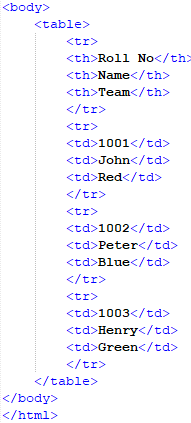 <body>
<table>
<tr>
<th>Roll No</th>
<th>Name</th>
<th>Team</th>
</tr>
<tr>
<td>1001</td>
<td>John</td>
<td>Red</td>
</tr>
<tr>
<td>1002</td>
<td>Peter</td>
<td>Blue</td>
</tr>
<tr>
<td>1003</td>
<td>Henry</td>
<td>Green</td>
</tr>
</table>
</body>
</html>